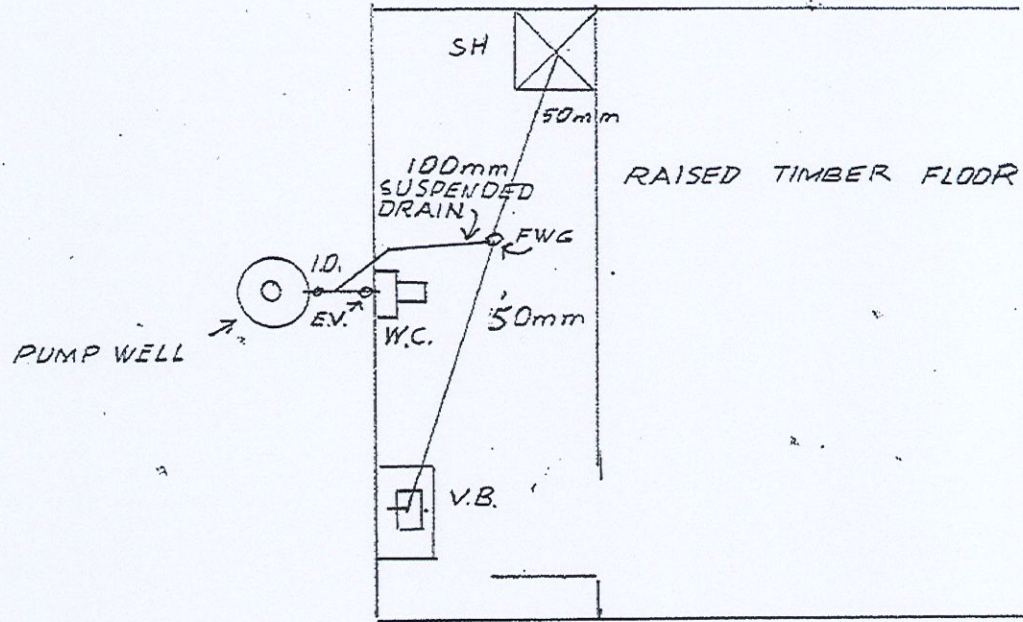 SH
50mm
100mm
SUSPENDED
DRAIN
RAISED TIMBER FLOOR
FWG
I.O.
E.V.
W.C.
50mm
PUMP WELL
V.B.